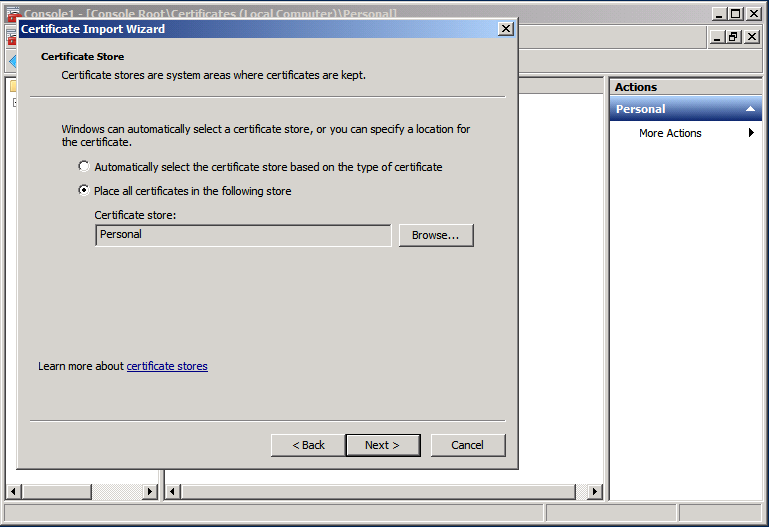 Console1 - [Console Root\Certificates (Local Computer)\Personal]
Certificate Import Wizard
Certificate Store
Certificate stores are system areas where certificates are kept.
Windows can automatically select a certificate store, or you can specify a location for
the certificate.
Automatically select the certificate store based on the type of certificate
Place all certificates in the following store
Certificate store:
Personal
Browse...
Learn more about certificate stores
< Back
Next >
Cancel
Actions
Personal
More Actions